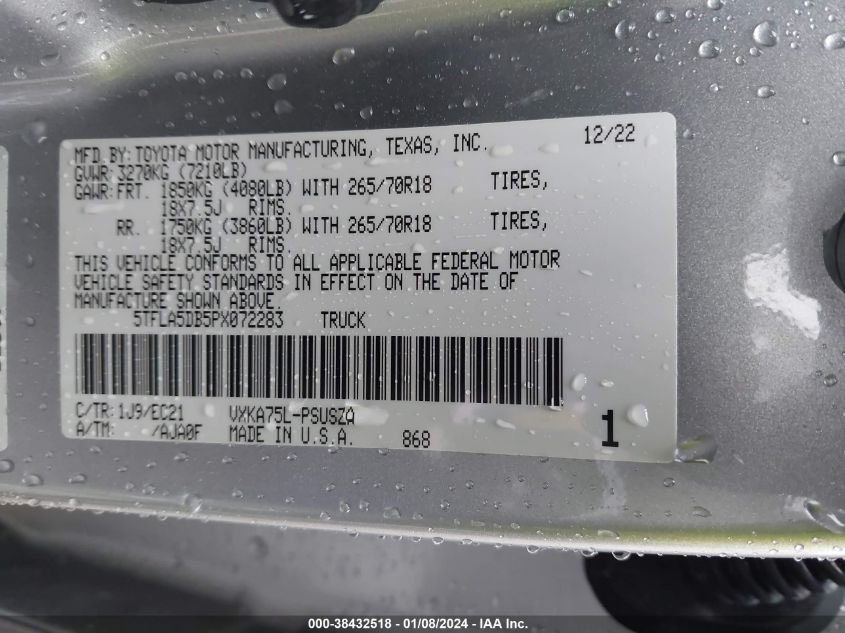 MFD. BY: TOYOTA MOTOR MANUFACTURING, TEXAS, INC. 12/22
GVWR: 3270KG (7210LB)
GAWR: FRT. 1850KG (4080LB) WITH 265/70R18 TIRES,
18X7.5J RIMS.
RR. 1750KG (3860LB) WITH 265/70R18 TIRES,
18X7.5J RIMS.
THIS VEHICLE CONFORMS TO ALL APPLICABLE FEDERAL MOTOR
VEHICLE SAFETY STANDARDS IN EFFECT ON THE DATE OF
MANUFACTURE SHOWN ABOVE.
5TFLA5DB5PX072283 TRUCK
C/TR: 1J9/EC21 VXKA75L-PSUSZA
A/TM: /AJA0F MADE IN U.S.A. 868 1
000-38432518 - 01/08/2024 - IAA Inc.